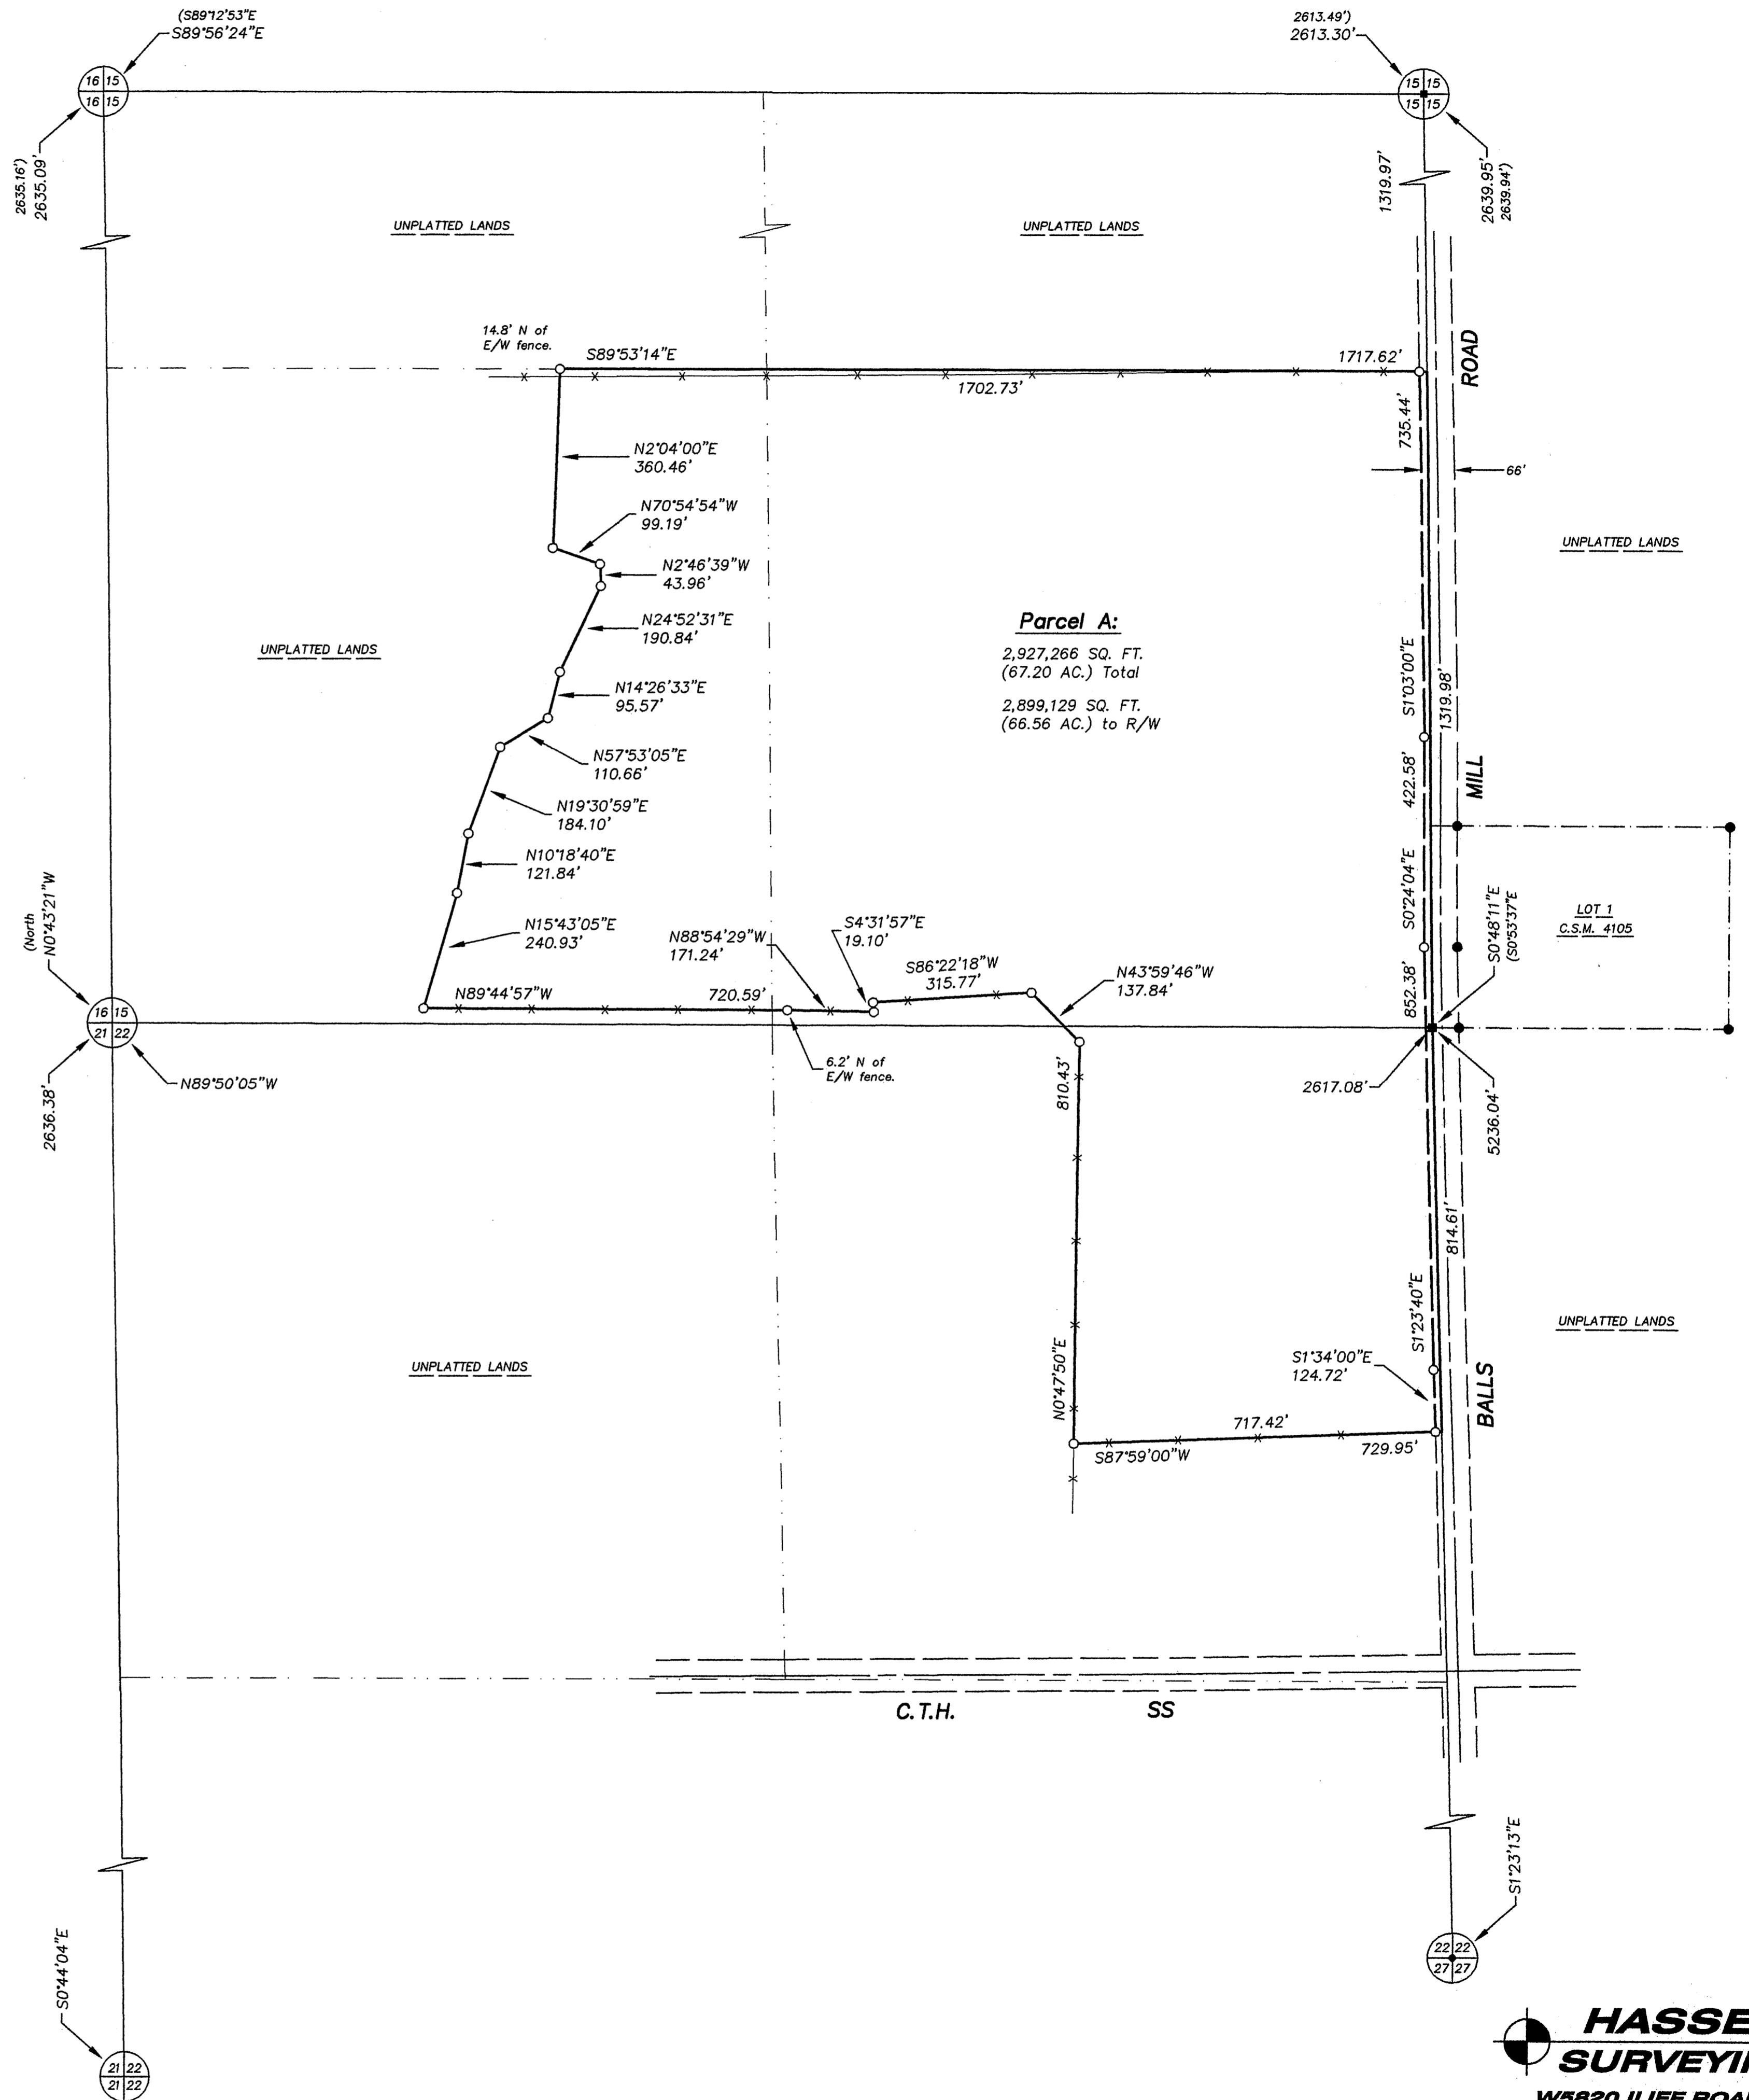 (S89°12'53"E
S89°56'24"E
2613.49')
2613.30'
16 15
16 15
15 15
15 15
2635.16')
2635.09'
1319.97'
2639.95'
2639.94')
UNPLATTED LANDS
UNPLATTED LANDS
14.8' N of
E/W fence.
S89°53'14"E
1717.62'
1702.73'
ROAD
735.44'
66'
N2°04'00"E
360.46'
N70°54'54"W
99.19'
UNPLATTED LANDS
N2°46'39"W
43.96'
N24°52'31"E
190.84'
Parcel A:
2,927,266 SQ. FT.
(67.20 AC.) Total
2,899,129 SQ. FT.
(66.56 AC.) to R/W
UNPLATTED LANDS
S1°03'00"E
1319.98'
N14°26'33"E
95.57'
N57°53'05"E
110.66'
422.58'
MILL
N19°30'59"E
184.10'
N10°18'40"E
121.84'
S0°24'04"E
(North
N0°43'21"W
N15°43'05"E
240.93'
N88°54'29"W
171.24'
S4°31'57"E
19.10'
S86°22'18"W
315.77'
N43°59'46"W
137.84'
S0°48'11"E
(S0°53'37"E
LOT 1
C.S.M. 4105
N89°44'57"W
720.59'
852.38'
16 15
21 22
6.2' N of
E/W fence.
N89°50'05"W
2636.38'
810.43'
2617.08'
5236.04'
814.61'
S1°23'40"E
UNPLATTED LANDS
UNPLATTED LANDS
N0°47'50"E
S1°34'00"E
124.72'
BALLS
717.42'
729.95'
S87°59'00"W
C.T.H.
SS
S1°23'13"E
S0°44'04"E
22 22
27 27
21 22
21 22
HASSE
SURVEYI
W5820 ILIFF ROA